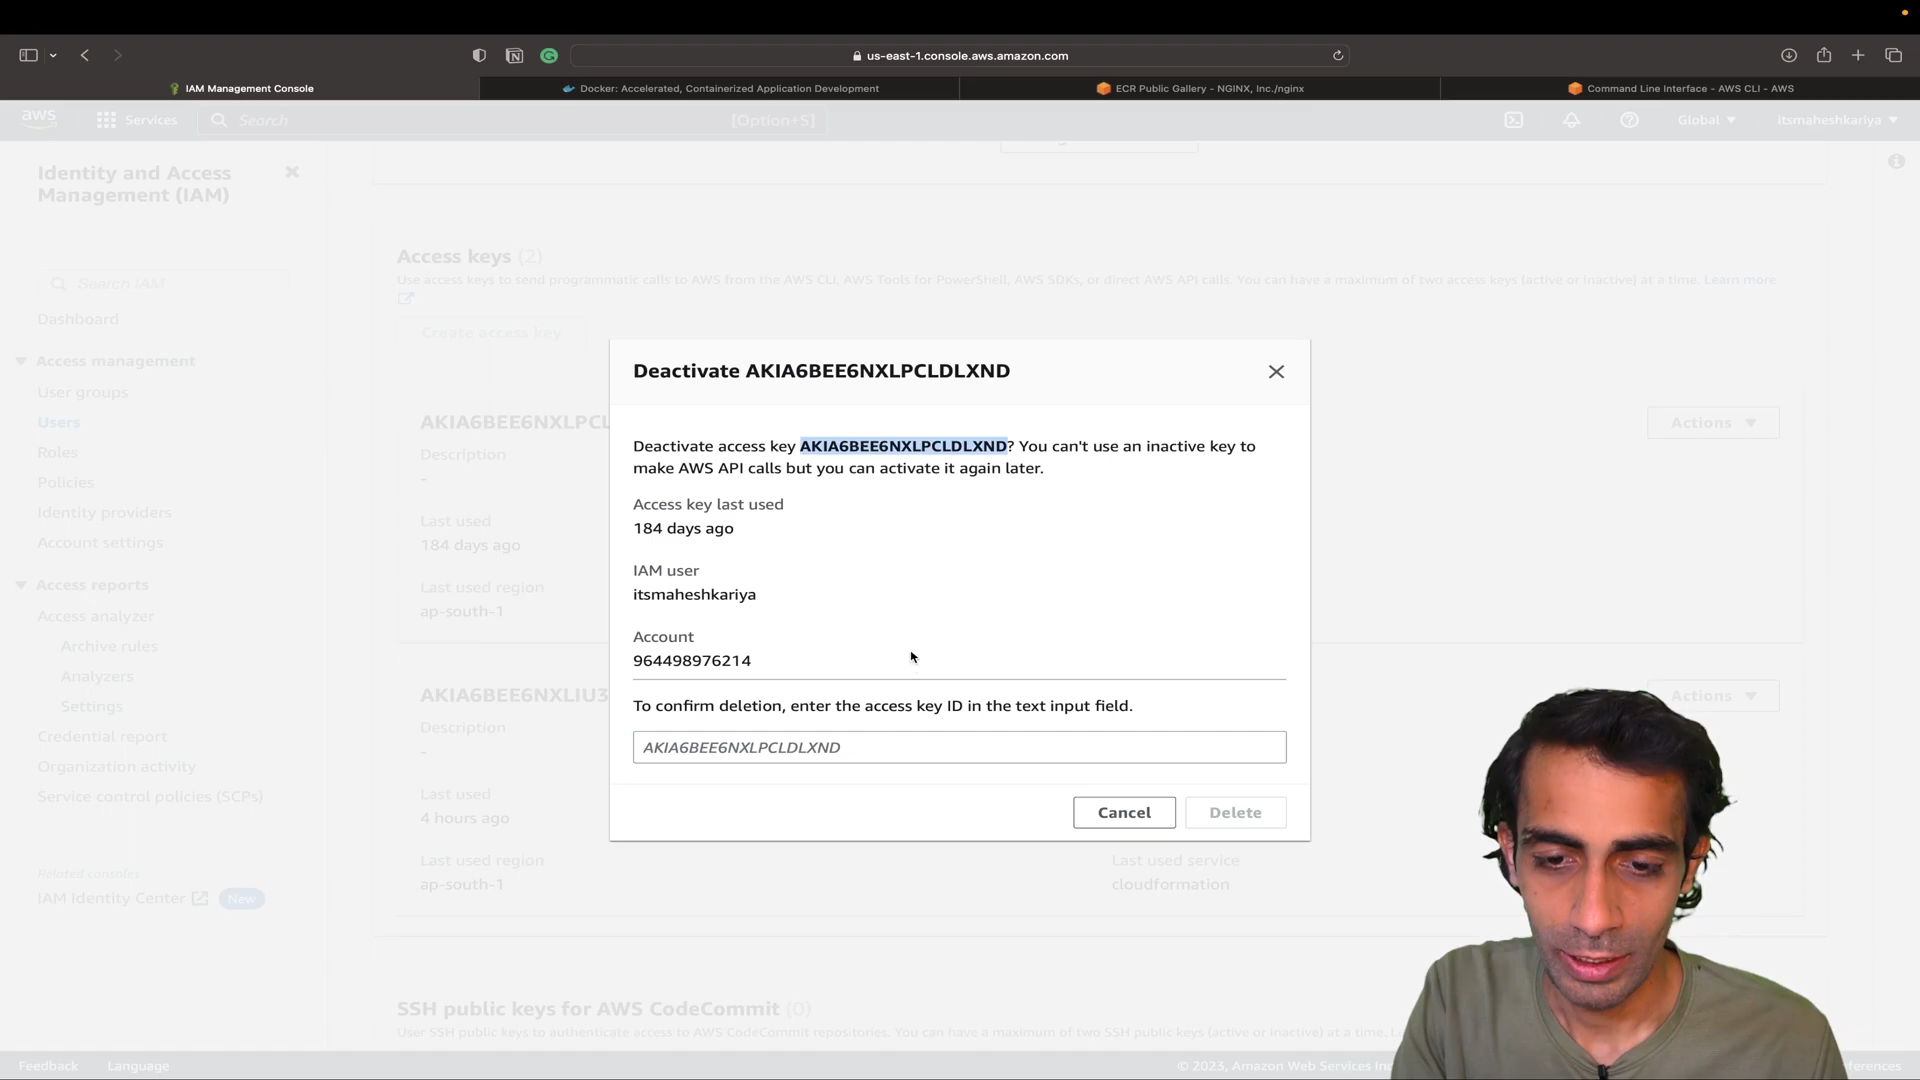 us-east-1.console.aws.amazon.com
IAM Management Console
Docker: Accelerated, Containerized Application Development
ECR Public Gallery - NGINX, Inc./nginx
Command Line Interface - AWS CLI - AWS
aws
Services
Search
[Option+S]
Global
itsmaheshkariya
Identity and Access
Management (IAM)
Search IAM
Dashboard
Access management
User groups
Users
Roles
Policies
Identity providers
Account settings
Access reports
Access analyzer
Archive rules
Analyzers
Settings
Credential report
Organization activity
Service control policies (SCPs)
Related consoles
IAM Identity Center
New
Access keys (2)
Use access keys to send programmatic calls to AWS from the AWS CLI, AWS Tools for PowerShell, AWS SDKs, or direct AWS API calls. You can have a maximum of two access keys (active or inactive) at a time. Learn more
Create access key
AKIA6BEE6NXLPCL
Actions
Description
-
Last used
184 days ago
Last used region
ap-south-1
Deactivate AKIA6BEE6NXLPCLDLXND
Deactivate access key AKIA6BEE6NXLPCLDLXND? You can't use an inactive key to
make AWS API calls but you can activate it again later.
Access key last used
184 days ago
IAM user
itsmaheshkariya
Account
964498976214
To confirm deletion, enter the access key ID in the text input field.
AKIA6BEE6NXLPCLDLXND
Cancel
Delete
AKIA6BEE6NXLIU3
Actions
Description
-
Last used
4 hours ago
Last used region
ap-south-1
Last used service
cloudformation
SSH public keys for AWS CodeCommit (0)
User SSH public keys to authenticate access to AWS CodeCommit repositories. You can have a maximum of two SSH public keys (active or inactive) at a time.
Feedback
Language
© 2023, Amazon Web Services